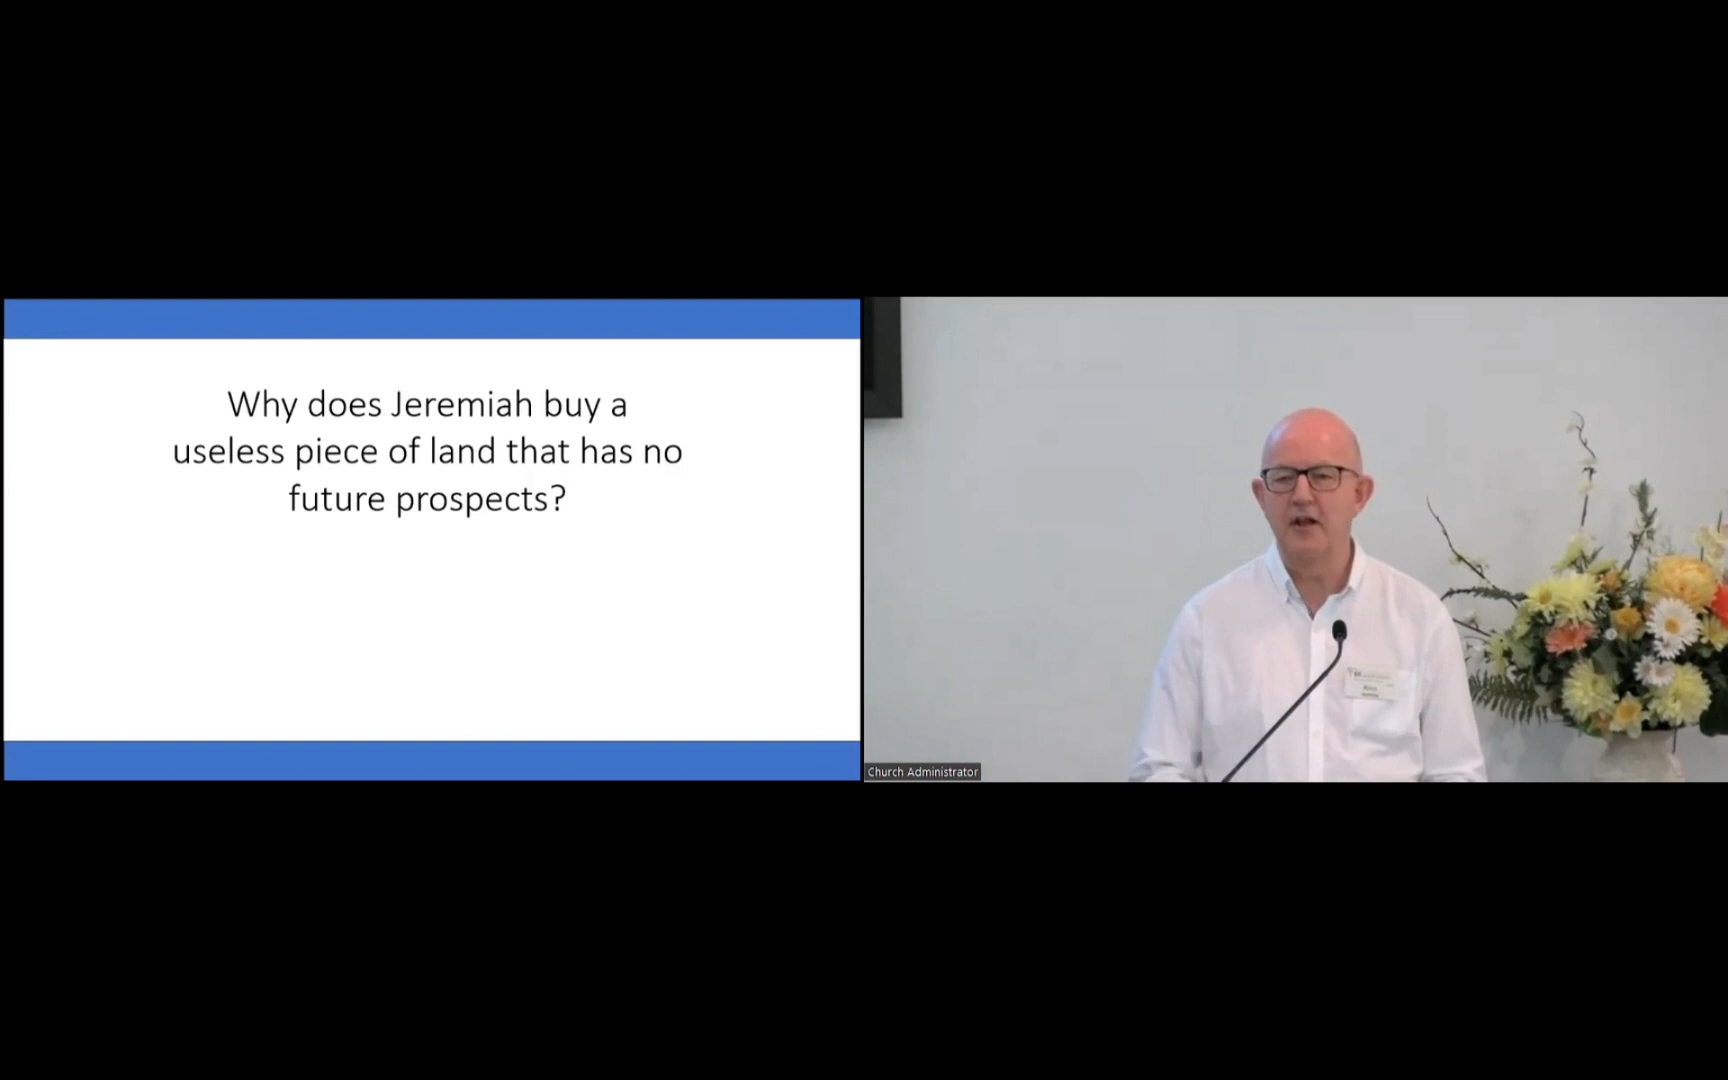 Why does Jeremiah buy a
useless piece of land that has no
future prospects?
Church Administrator